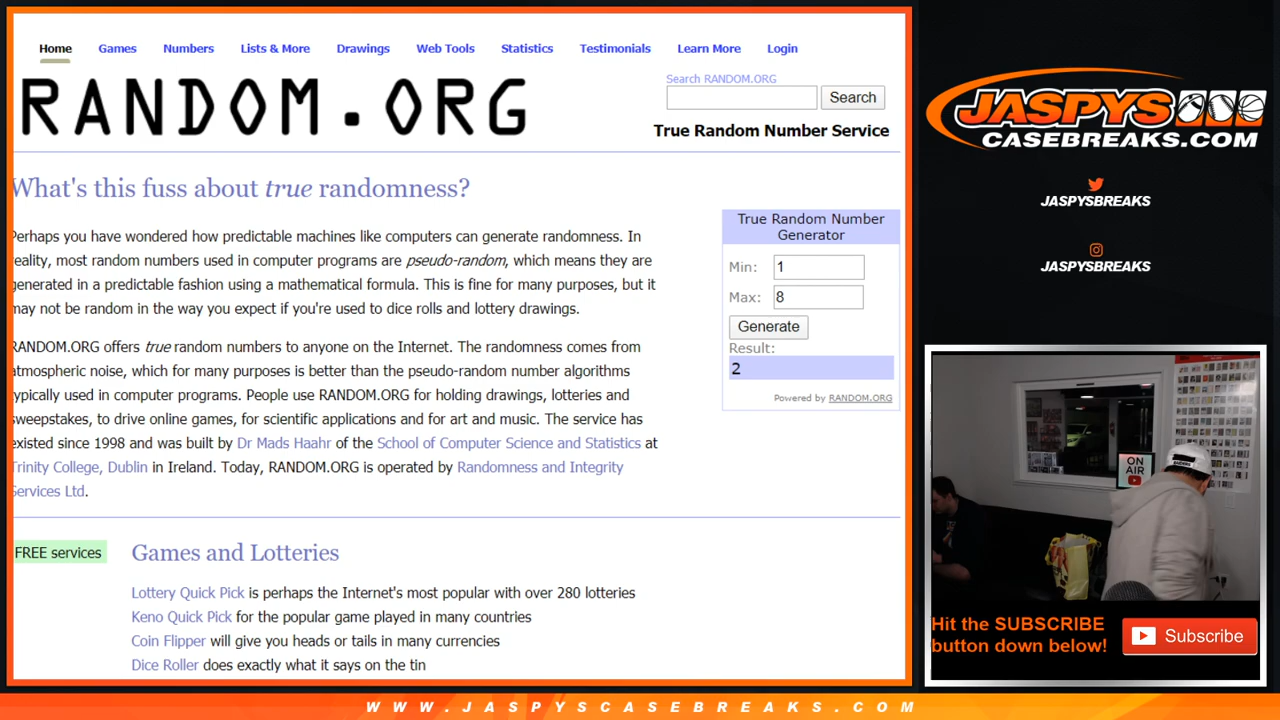 Home Games Numbers Lists & More Drawings Web Tools Statistics Testimonials Learn More Login
RANDOM.ORG
Search RANDOM.ORG
Search
True Random Number Service
What's this fuss about true randomness?
Perhaps you have wondered how predictable machines like computers can generate randomness. In
reality, most random numbers used in computer programs are pseudo-random, which means they are
generated in a predictable fashion using a mathematical formula. This is fine for many purposes, but it
may not be random in the way you expect if you're used to dice rolls and lottery drawings.
RANDOM.ORG offers true random numbers to anyone on the Internet. The randomness comes from
atmospheric noise, which for many purposes is better than the pseudo-random number algorithms
typically used in computer programs. People use RANDOM.ORG for holding drawings, lotteries and
sweepstakes, to drive online games, for scientific applications and for art and music. The service has
existed since 1998 and was built by Dr Mads Haahr of the School of Computer Science and Statistics at
Trinity College, Dublin in Ireland. Today, RANDOM.ORG is operated by Randomness and Integrity
Services Ltd.
True Random Number
Generator
Min: 1
Max: 8
Generate
Result:
2
Powered by RANDOM.ORG
FREE services
Games and Lotteries
Lottery Quick Pick is perhaps the Internet's most popular with over 280 lotteries
Keno Quick Pick for the popular game played in many countries
Coin Flipper will give you heads or tails in many currencies
Dice Roller does exactly what it says on the tin
JASPYS
CASEBREAKS.COM
JASPYSBREAKS
JASPYSBREAKS
ON
AIR
Hit the SUBSCRIBE
button down below!
Subscribe
WWW.JASPYSCASEBREAKS.COM